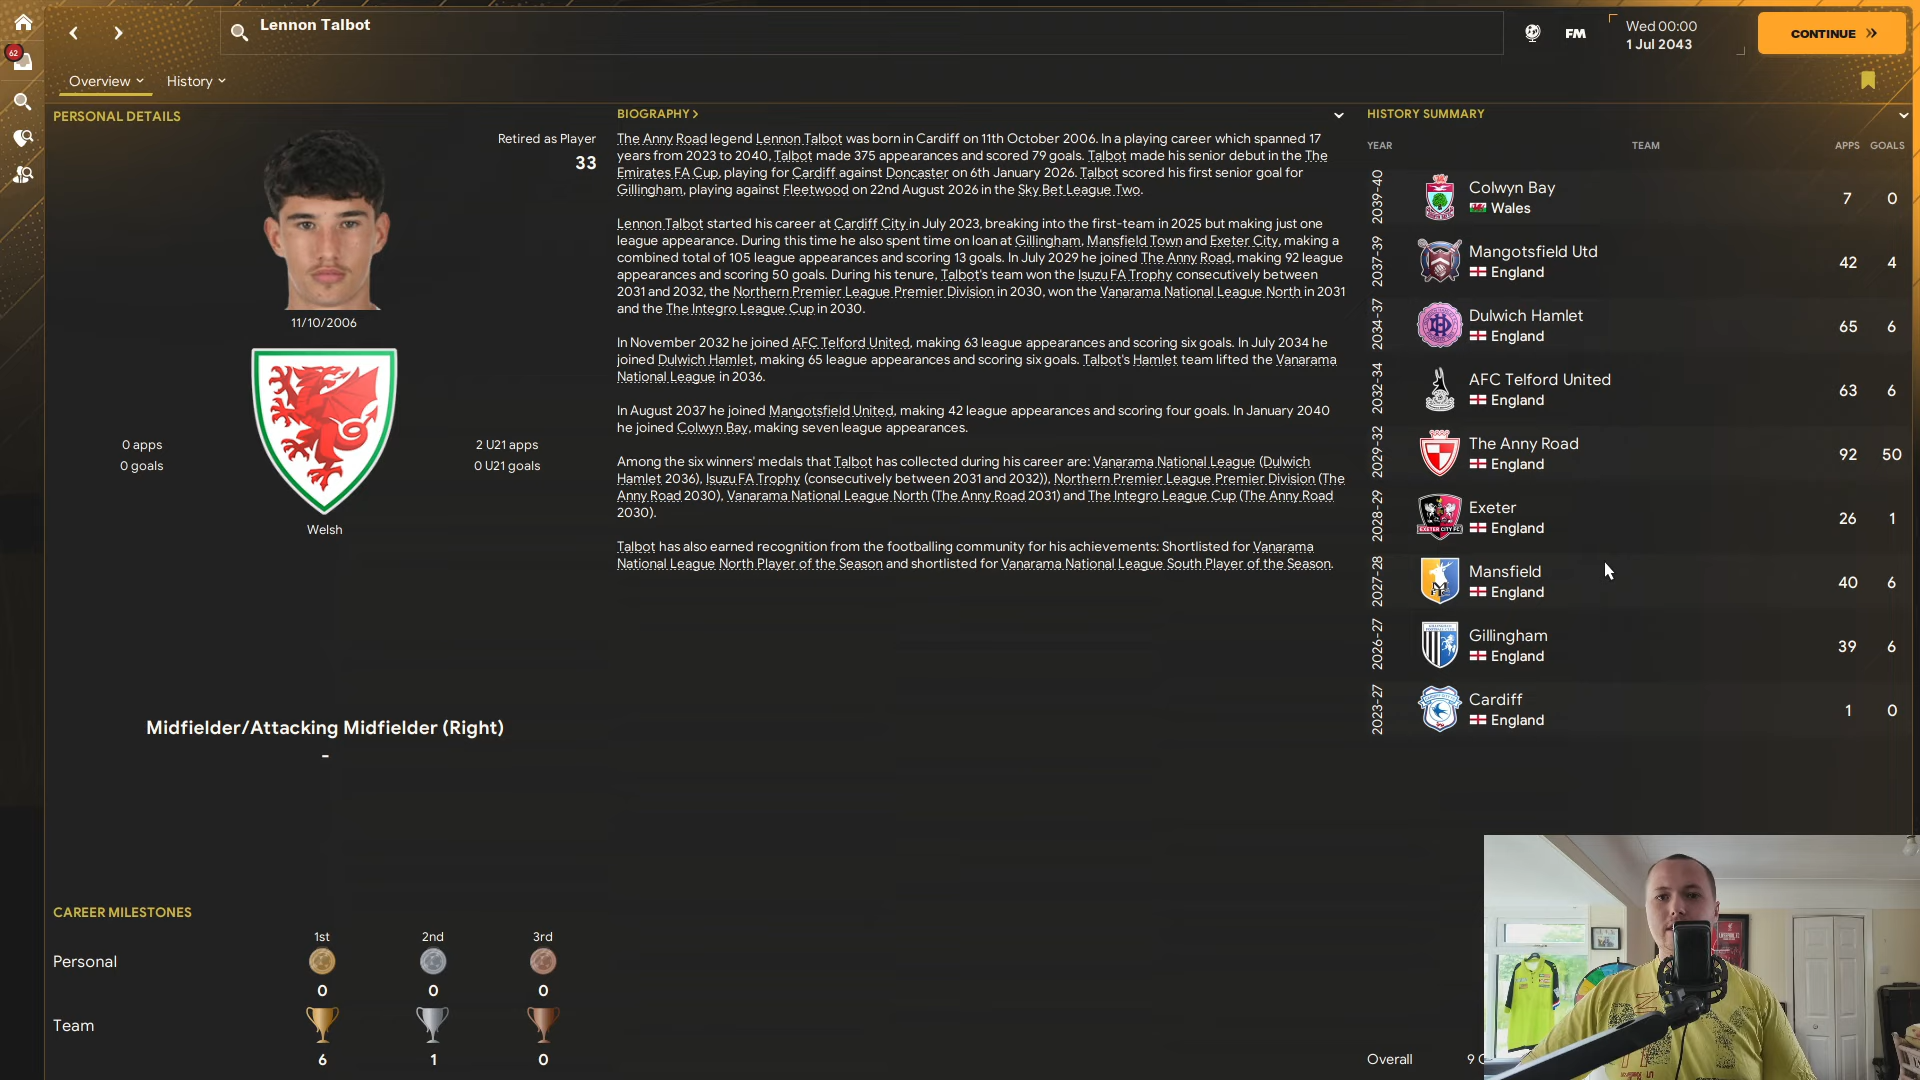 Lennon Talbot
Wed 00:00
1 Jul 2043
CONTINUE
FM
62
Overview
History
PERSONAL DETAILS
Retired as Player
33
11/10/2006
0 apps
0 goals
2 U21 apps
0 U21 goals
Welsh
Midfielder/Attacking Midfielder (Right)
-
CAREER MILESTONES
1st 2nd 3rd
Personal
0 0 0
Team
6 1 0
BIOGRAPHY >
The Anny Road legend Lennon Talbot was born in Cardiff on 11th October 2006. In a playing career which spanned 17
years from 2023 to 2040, Talbot made 375 appearances and scored 79 goals. Talbot made his senior debut in the The
Emirates FA Cup, playing for Cardiff against Doncaster on 6th January 2026. Talbot scored his first senior goal for
Gillingham, playing against Fleetwood on 22nd August 2026 in the Sky Bet League Two.
Lennon Talbot started his career at Cardiff City in July 2023, breaking into the first-team in 2025 but making just one
league appearance. During this time he also spent time on loan at Gillingham, Mansfield Town and Exeter City, making a
combined total of 105 league appearances and scoring 13 goals. In July 2029 he joined The Anny Road, making 92 league
appearances and scoring 50 goals. During his tenure, Talbot's team won the Isuzu FA Trophy consecutively between
2031 and 2032, the Northern Premier League Premier Division in 2030, won the Vanarama National League North in 2031
and the The Integro League Cup in 2030.
In November 2032 he joined AFC Telford United, making 63 league appearances and scoring six goals. In July 2034 he
joined Dulwich Hamlet, making 65 league appearances and scoring six goals. Talbot's Hamlet team lifted the Vanarama
National League in 2036.
In August 2037 he joined Mangotsfield United, making 42 league appearances and scoring four goals. In January 2040
he joined Colwyn Bay, making seven league appearances.
Among the six winners' medals that Talbot has collected during his career are: Vanarama National League (Dulwich
Hamlet 2036), Isuzu FA Trophy (consecutively between 2031 and 2032)), Northern Premier League Premier Division (The
Anny Road 2030), Vanarama National League North (The Anny Road 2031) and The Integro League Cup (The Anny Road
2030).
Talbot has also earned recognition from the footballing community for his achievements: Shortlisted for Vanarama
National League North Player of the Season and shortlisted for Vanarama National League South Player of the Season.
HISTORY SUMMARY
YEAR TEAM APPS GOALS
2039-40 Colwyn Bay 7 0
Wales
2037-39 Mangotsfield Utd 42 4
England
2034-37 Dulwich Hamlet 65 6
England
2032-34 AFC Telford United 63 6
England
2029-32 The Anny Road 92 50
England
2028-29 Exeter 26 1
England
2027-28 Mansfield 40 6
England
2026-27 Gillingham 39 6
England
2023-27 Cardiff 1 0
England
Overall 9